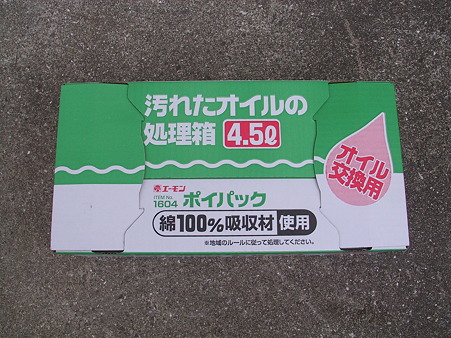 汚れたオイルの
処理箱 4.5ℓ
オイル
交換用
エーモン
ITEM No.
1604 ポイパック
綿100%吸収材 使用
※地域のルールに従って処理してください。